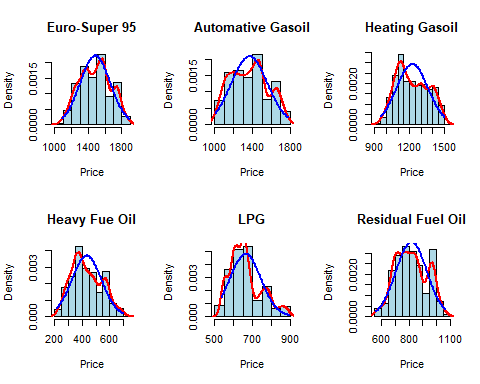 Euro-Super 95
Density
0.0000
0.0015
1000
1400
1800
Price
Automative Gasoil
Density
0.0000
0.0015
1000
1400
1800
Price
Heating Gasoil
Density
0.0000
0.0020
900
1200
1500
Price
Heavy Fue Oil
Density
0.000
0.003
200
400
600
Price
LPG
Density
0.000
0.003
500
700
900
Price
Residual Fuel Oil
Density
0.0000
0.0020
600
800
1100
Price